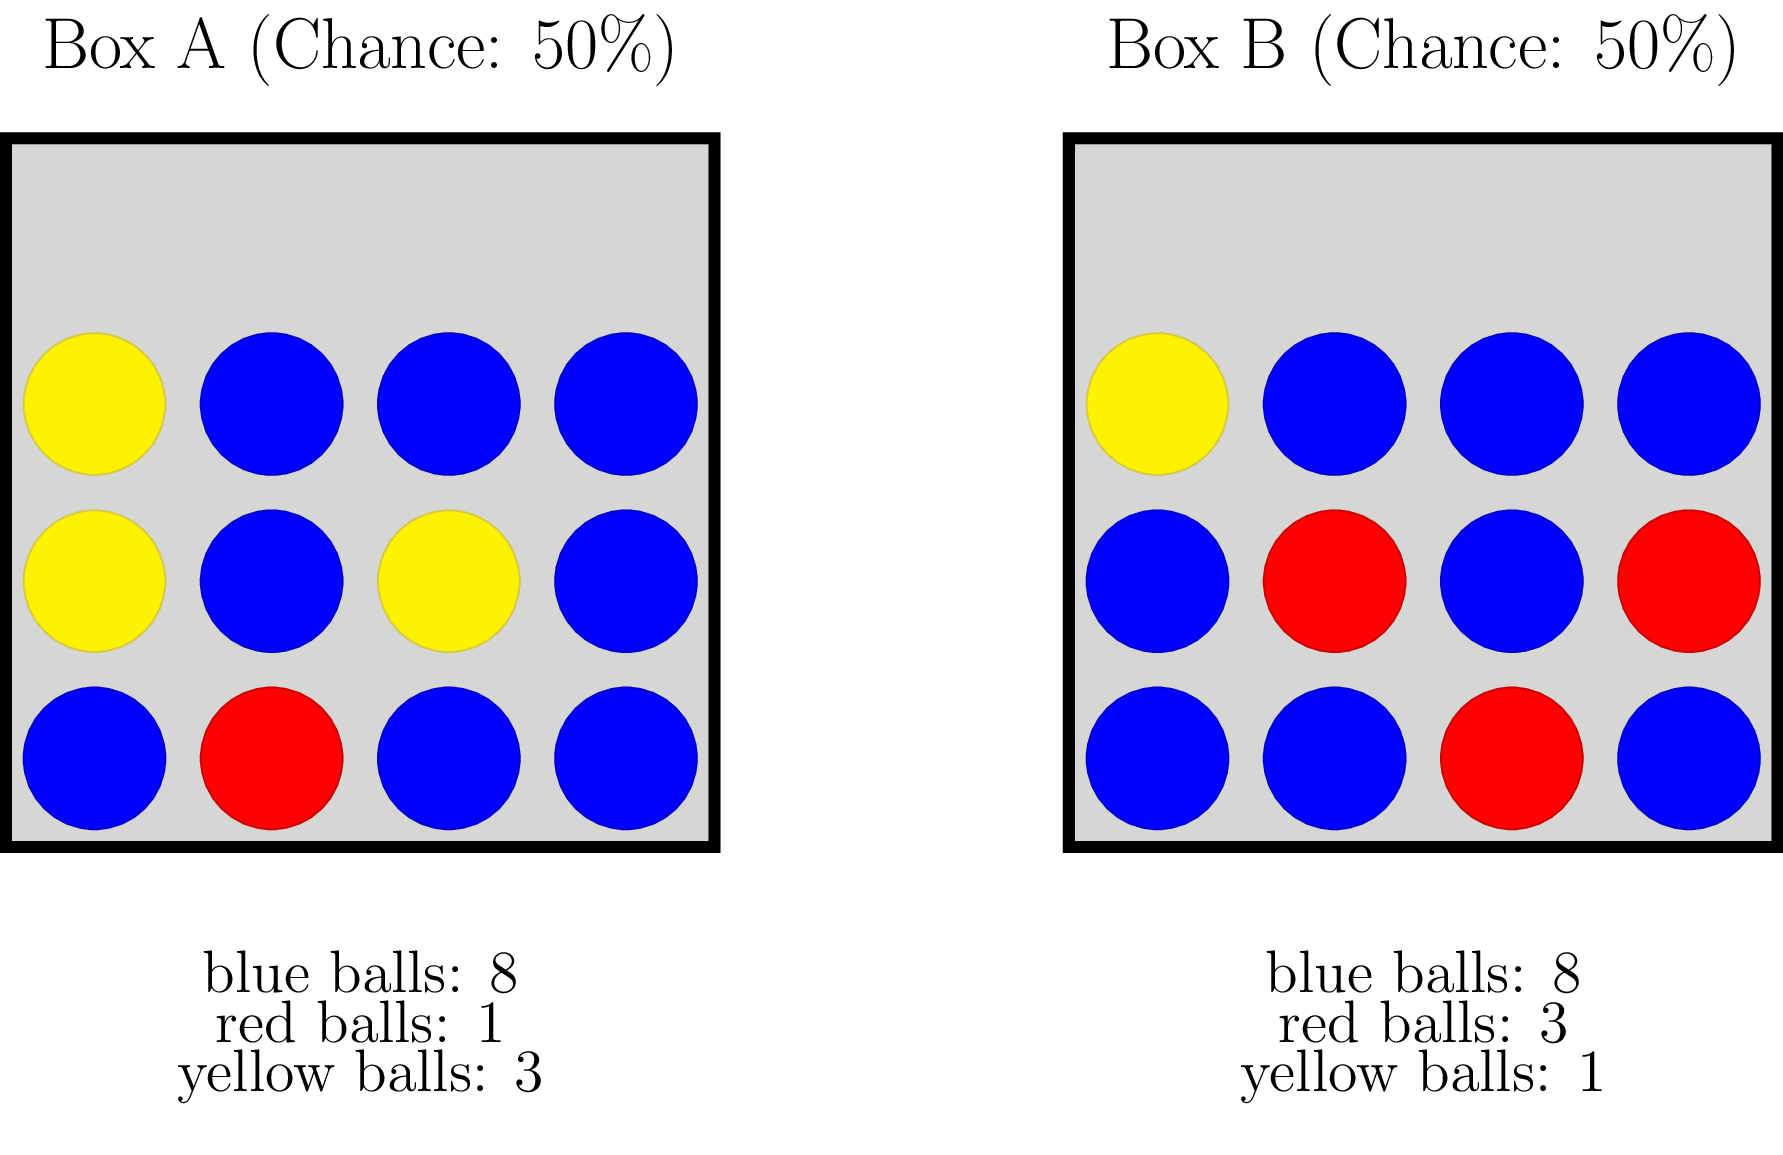 Box A (Chance: 50%)
Box B (Chance: 50%)
blue balls: 8
red balls: 1
yellow balls: 3
blue balls: 8
red balls: 3
yellow balls: 1